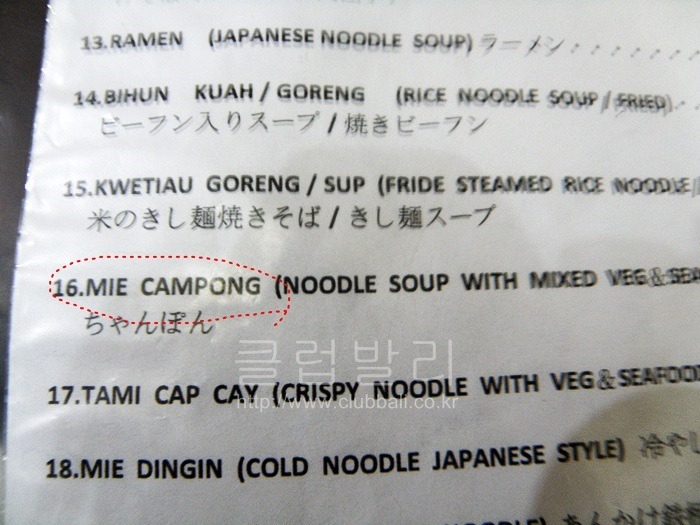 13.RAMEN (JAPANESE NOODLE SOUP) ラーメン
14.BIHUN KUAH / GORENG (RICE NOODLE SOUP / FRIED)
ビーフン入りスープ / 焼きビーフン
15.KWETIAU GORENG / SUP (FRIDE STEAMED RICE NOODLE/
米のきし麺焼きそば / きし麺スープ
16.MIE CAMPONG (NOODLE SOUP WITH MIXED VEG&SEAF
ちゃんぽん
클럽발리
http://www.clubbali.co.kr
17.TAMI CAP CAY (CRISPY NOODLE WITH VEG&SEAFOOD
18.MIE DINGIN (COLD NOODLE JAPANESE STYLE) 冷やし